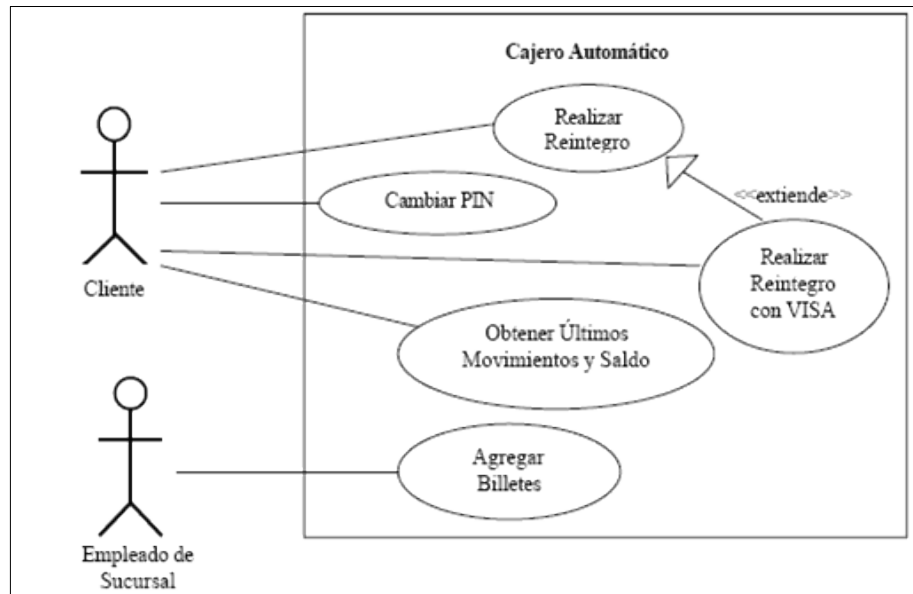 Cajero Automático
Realizar
Reintegro
Cambiar PIN
<<extiende>>
Realizar
Reintegro
con VISA
Cliente
Obtener Últimos
Movimientos y Saldo
Agregar
Billetes
Empleado de
Sucursal